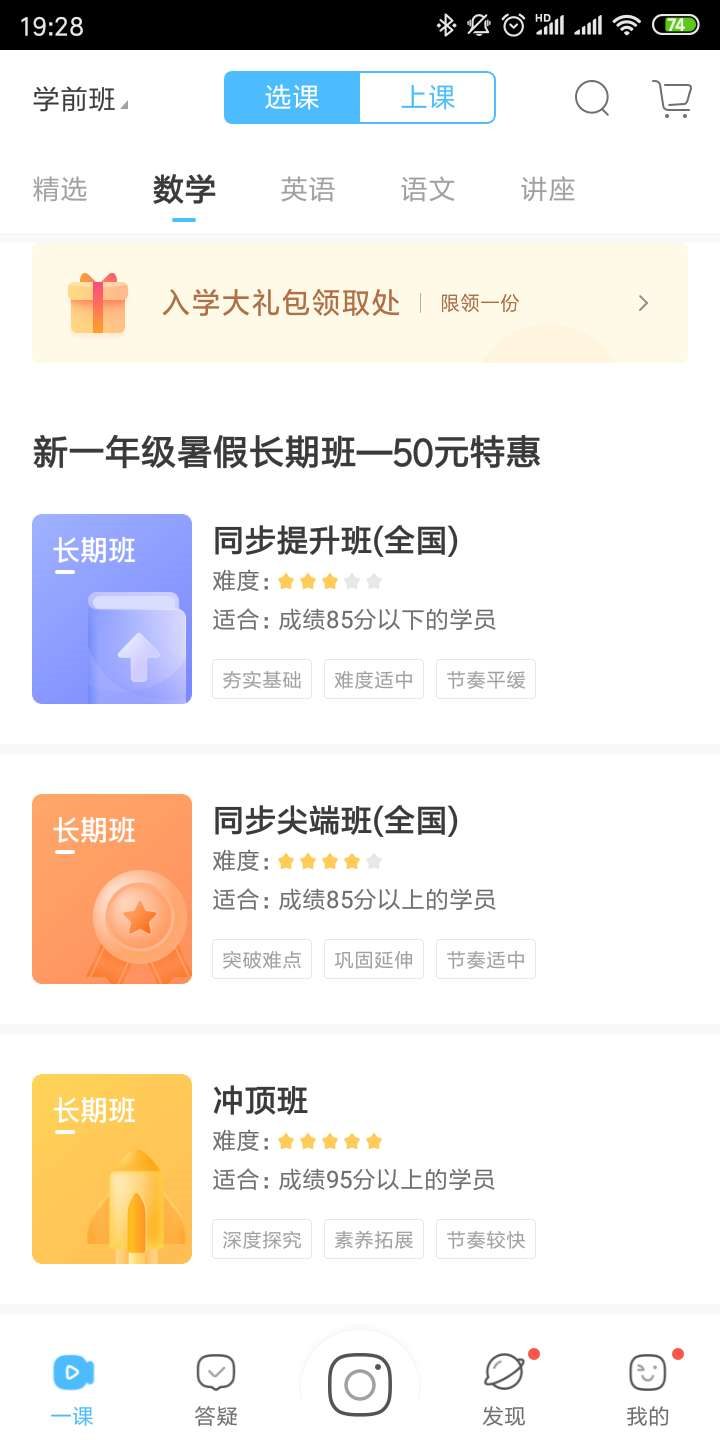 19:28
HD
74
学前班
选课
上课
精选
数学
英语
语文
讲座
入学大礼包领取处
限领一份
新一年级暑假长期班—50元特惠
长期班
同步提升班(全国)
难度:
适合: 成绩85分以下的学员
夯实基础
难度适中
节奏平缓
长期班
同步尖端班(全国)
难度:
适合: 成绩85分以上的学员
突破难点
巩固延伸
节奏适中
长期班
冲顶班
难度:
适合: 成绩95分以上的学员
深度探究
素养拓展
节奏较快
一课
答疑
发现
我的